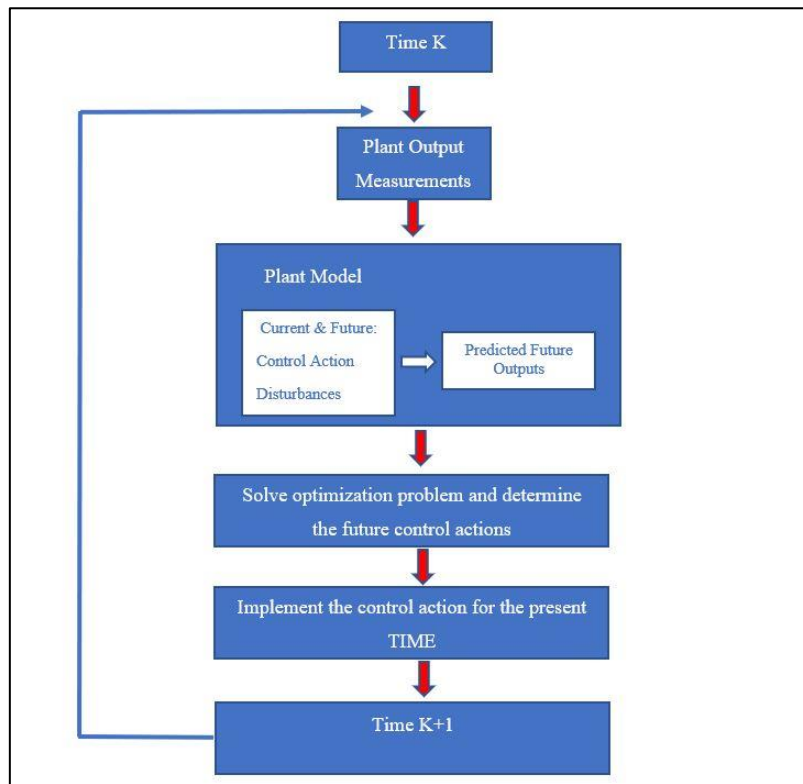 Time K
Plant Output
Measurements
Plant Model
Current & Future:
Control Action
Disturbances
Predicted Future
Outputs
Solve optimization problem and determine
the future control actions
Implement the control action for the present
TIME
Time K+1